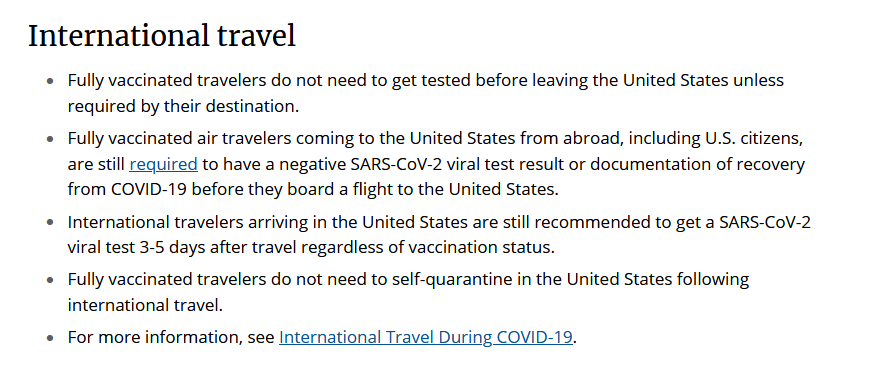 International travel
• Fully vaccinated travelers do not need to get tested before leaving the United States unless
required by their destination.
• Fully vaccinated air travelers coming to the United States from abroad, including U.S. citizens,
are still required to have a negative SARS-CoV-2 viral test result or documentation of recovery
from COVID-19 before they board a flight to the United States.
• International travelers arriving in the United States are still recommended to get a SARS-CoV-2
viral test 3-5 days after travel regardless of vaccination status.
• Fully vaccinated travelers do not need to self-quarantine in the United States following
international travel.
• For more information, see International Travel During COVID-19.